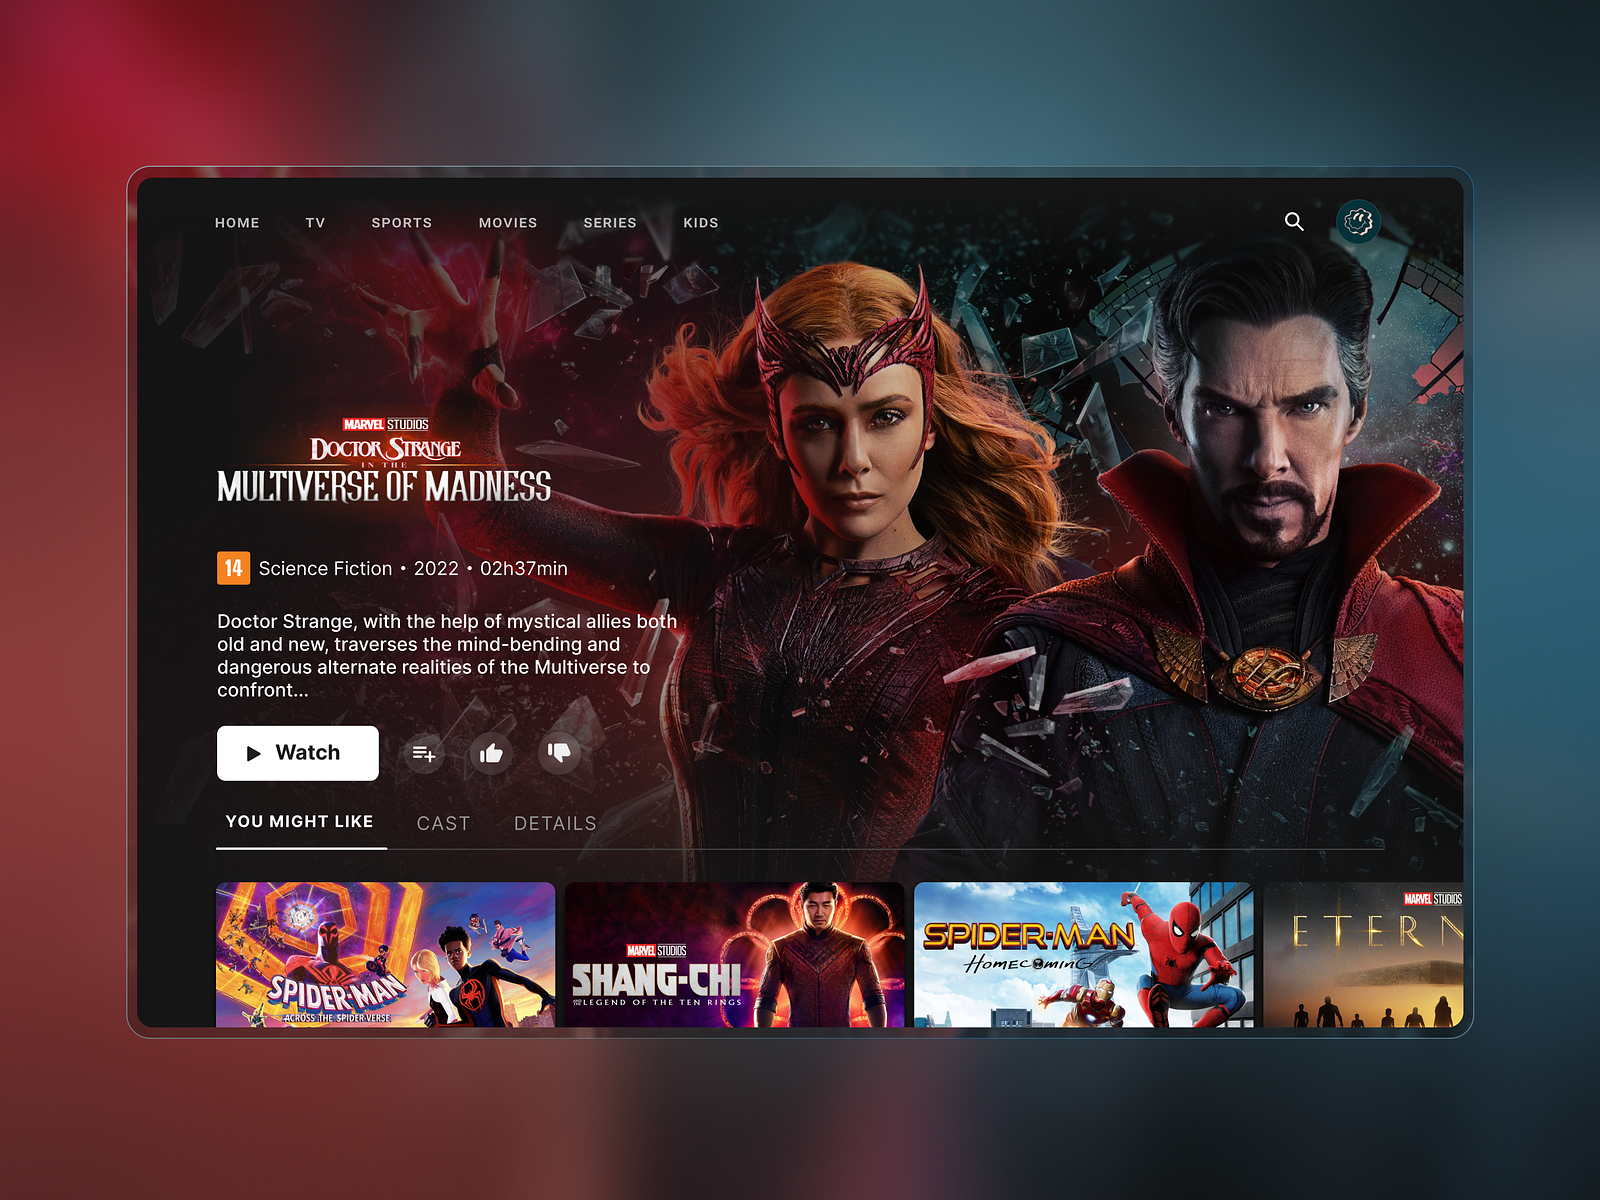 HOME TV SPORTS MOVIES SERIES KIDS
MARVEL STUDIOS
DOCTOR STRANGE
IN THE
MULTIVERSE OF MADNESS
14 Science Fiction • 2022 • 02h37min
Doctor Strange, with the help of mystical allies both
old and new, traverses the mind-bending and
dangerous alternate realities of the Multiverse to
confront...
Watch
YOU MIGHT LIKE CAST DETAILS
SPIDER-MAN
ACROSS THE SPIDER-VERSE
MARVEL STUDIOS
SHANG-CHI
AND THE LEGEND OF THE TEN RINGS
SPIDER-MAN
HOMECOMING
MARVEL STUDIOS
ETERN